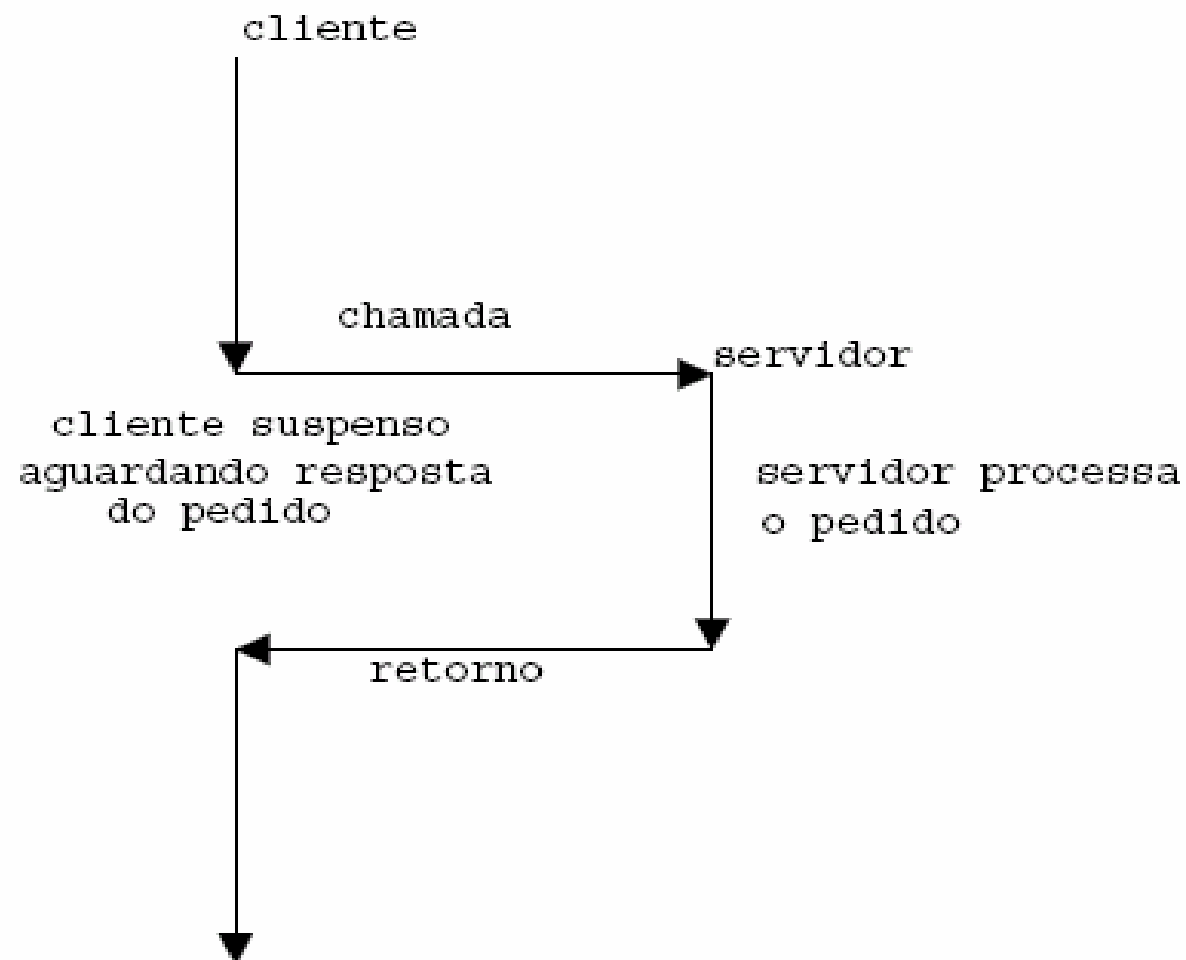 cliente
chamada
servidor
cliente suspenso
aguardando resposta
do pedido
servidor processa
o pedido
retorno